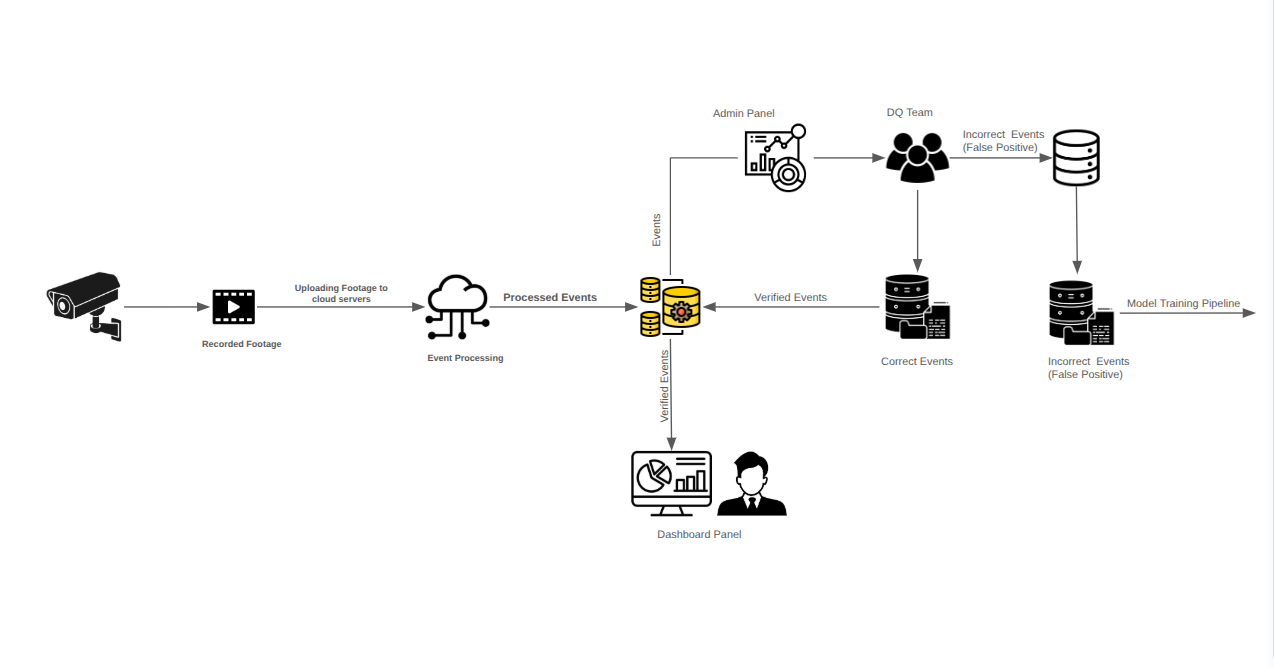 Admin Panel
DQ Team
Incorrect Events
(False Positive)
Events
Uploading Footage to
cloud servers
Recorded Footage
Event Processing
Processed Events
Verified Events
Correct Events
Incorrect Events
(False Positive)
Model Training Pipeline
Verified Events
Dashboard Panel